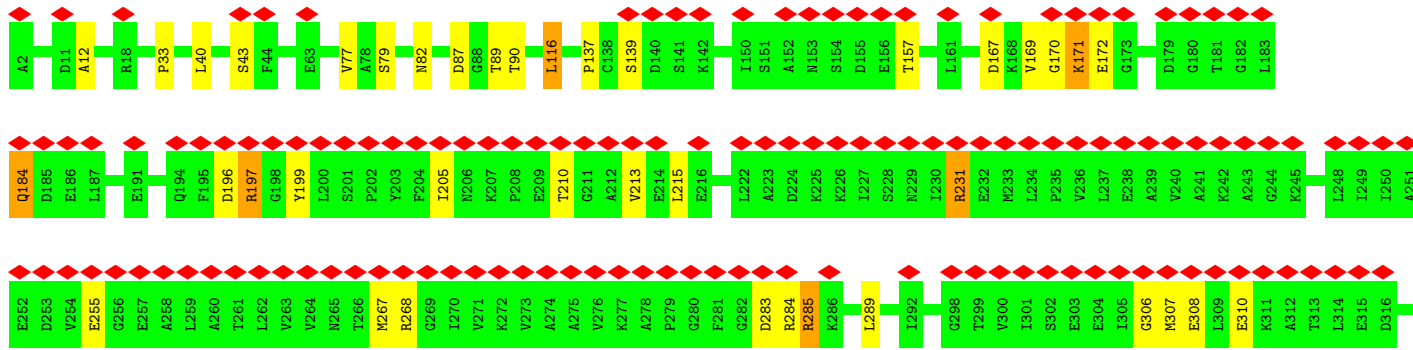 A2 D11 A12 R18 P33 L40 S43 F44 E63 V77 A78 S79 N82 D87 G88 T89 T90 L116 P137 C138 S139 D140 S141 K142 I150 S151 A152 N153 S154 D155 E156 T157 L161 D167 K168 V169 G170 K171 E172 G173 D179 G180 T181 G182 L183
Q184 D185 E186 L187 E191 Q194 F195 D196 R197 G198 Y199 L200 S201 P202 Y203 F204 I205 N206 K207 P208 E209 T210 G211 A212 V213 E214 L215 E216 L222 A223 D224 K225 K226 I227 S228 N229 I230 R231 E232 M233 L234 P235 V236 L237 E238 A239 V240 A241 K242 A243 G244 K245 L248 I249 I250 A251
E252 D253 V254 E255 G256 E257 A258 L259 A260 T261 L262 V263 V264 N265 T266 M267 R268 G269 I270 V271 K272 V273 A274 A275 V276 K277 A278 P279 G280 F281 G282 D283 R284 R285 K286 L289 I292 G298 T299 V300 I301 S302 E303 E304 I305 G306 M307 E308 L309 E310 K311 A312 T313 L314 E315 D316